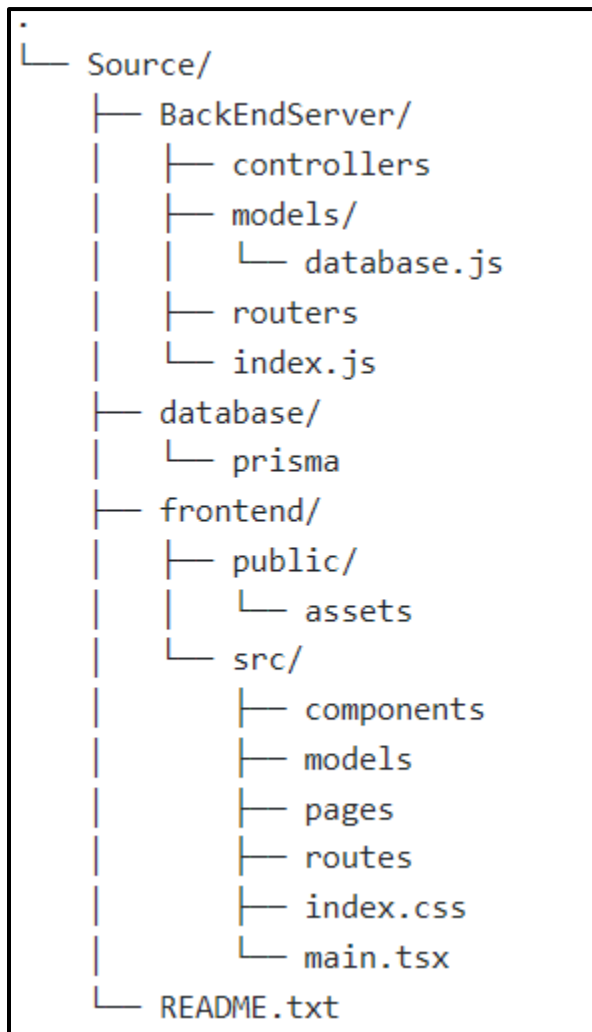 .
└── Source/
    ├── BackEndServer/
    │   ├── controllers
    │   ├── models/
    │   │   └── database.js
    │   ├── routers
    │   └── index.js
    ├── database/
    │   └── prisma
    ├── frontend/
    │   ├── public/
    │   │   └── assets
    │   └── src/
    │       ├── components
    │       ├── models
    │       ├── pages
    │       ├── routes
    │       ├── index.css
    │       └── main.tsx
    └── README.txt